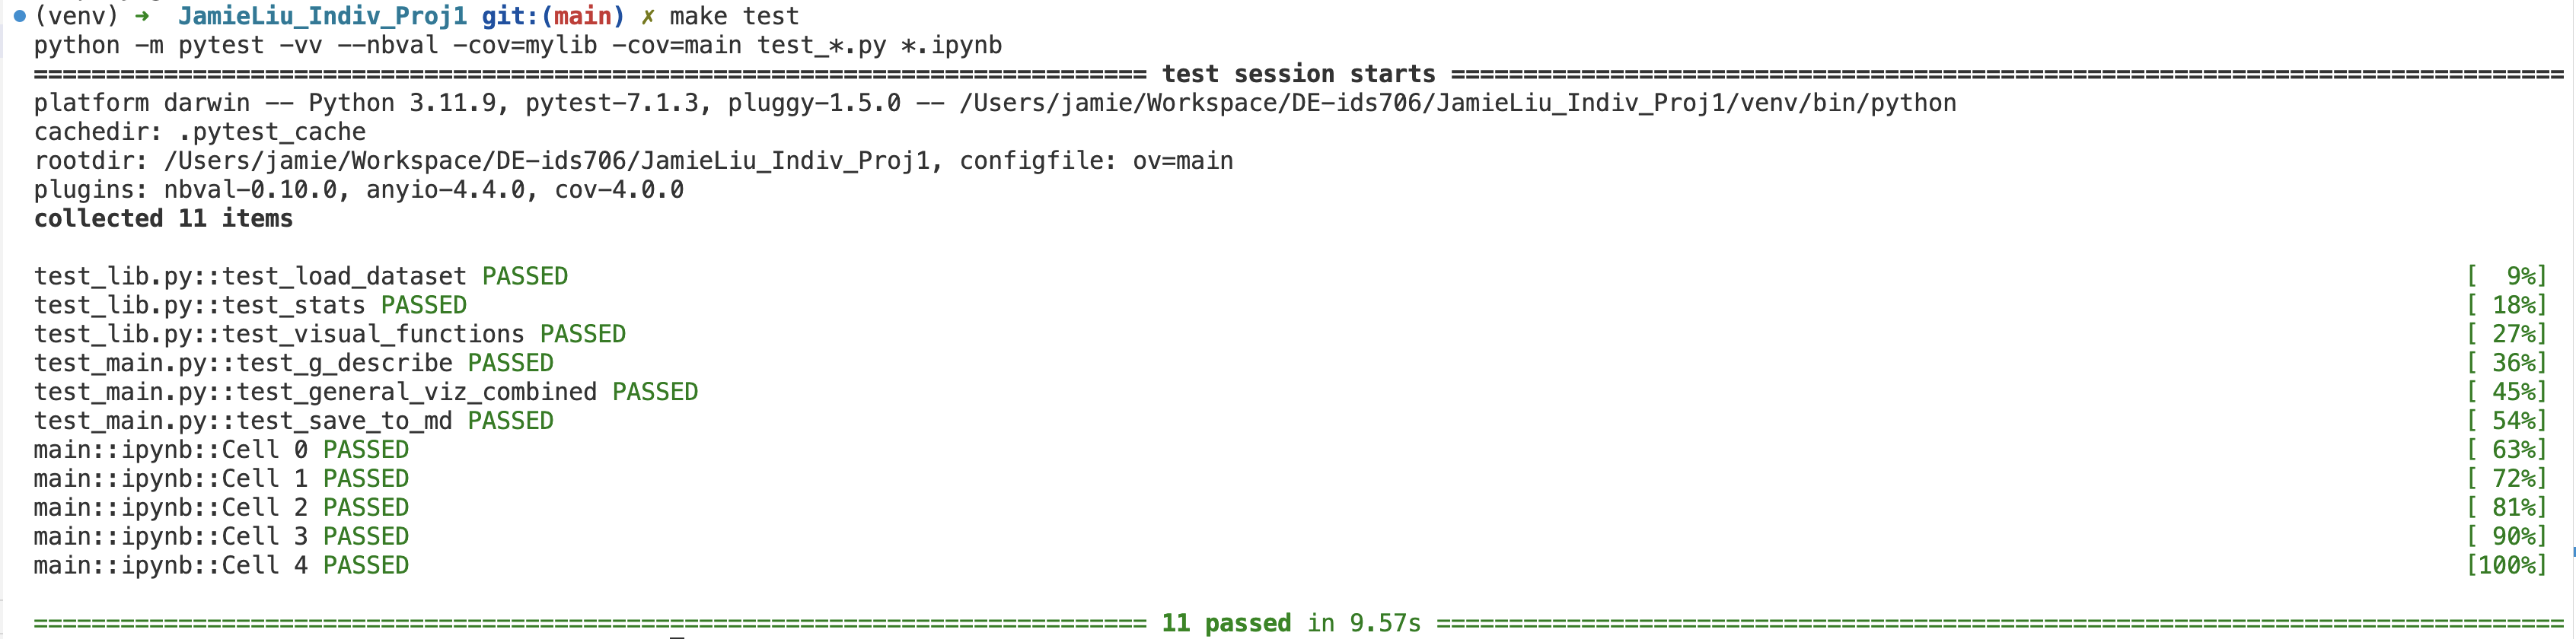 (venv) ➜ JamieLiu_Indiv_Proj1 git:(main) ✗ make test
python -m pytest -vv --nbval -cov=mylib -cov=main test_*.py *.ipynb
============================================================================= test session starts =============================================================================
platform darwin -- Python 3.11.9, pytest-7.1.3, pluggy-1.5.0 -- /Users/jamie/Workspace/DE-ids706/JamieLiu_Indiv_Proj1/venv/bin/python
cachedir: .pytest_cache
rootdir: /Users/jamie/Workspace/DE-ids706/JamieLiu_Indiv_Proj1, configfile: ov=main
plugins: nbval-0.10.0, anyio-4.4.0, cov-4.0.0
collected 11 items
test_lib.py::test_load_dataset PASSED [  9%]
test_lib.py::test_stats PASSED [ 18%]
test_lib.py::test_visual_functions PASSED [ 27%]
test_main.py::test_g_describe PASSED [ 36%]
test_main.py::test_general_viz_combined PASSED [ 45%]
test_main.py::test_save_to_md PASSED [ 54%]
main::ipynb::Cell 0 PASSED [ 63%]
main::ipynb::Cell 1 PASSED [ 72%]
main::ipynb::Cell 2 PASSED [ 81%]
main::ipynb::Cell 3 PASSED [ 90%]
main::ipynb::Cell 4 PASSED [100%]
============================================================================= 11 passed in 9.57s ==============================================================================